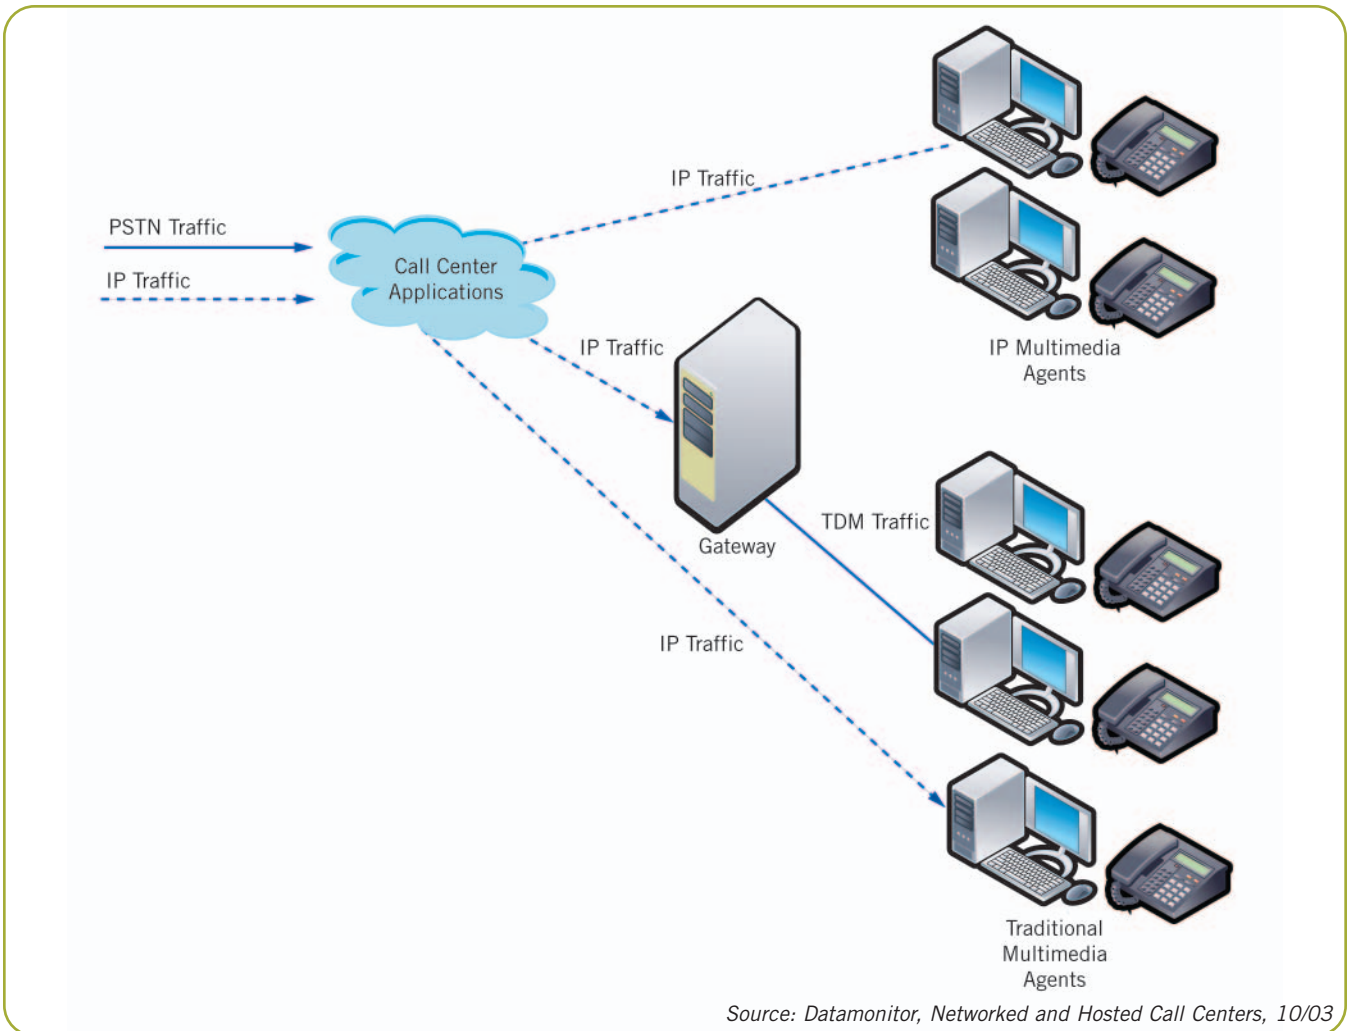 IP Traffic
PSTN Traffic
IP Traffic
Call Center
Applications
IP Traffic
IP Multimedia
Agents
Gateway
TDM Traffic
IP Traffic
Traditional
Multimedia
Agents
Source: Datamonitor, Networked and Hosted Call Centers, 10/03